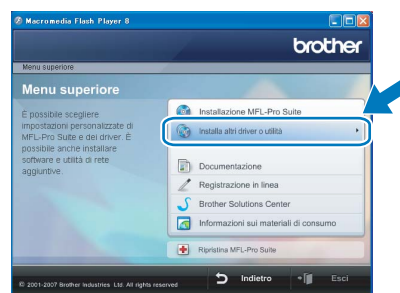 Macromedia Flash Player 8
brother
Menu superiore
Menu superiore
È possibile scegliere
impostazioni personalizzate di
MFL-Pro Suite e dei driver. È
possibile anche installare
software e utilità di rete
aggiuntive.
Installazione MFL-Pro Suite
Installa altri driver o utilità
Documentazione
Registrazione in linea
Brother Solutions Center
Informazioni sui materiali di consumo
Ripristina MFL-Pro Suite
© 2001-2007 Brother Industries Ltd. All rights reserved
Indietro
Esci